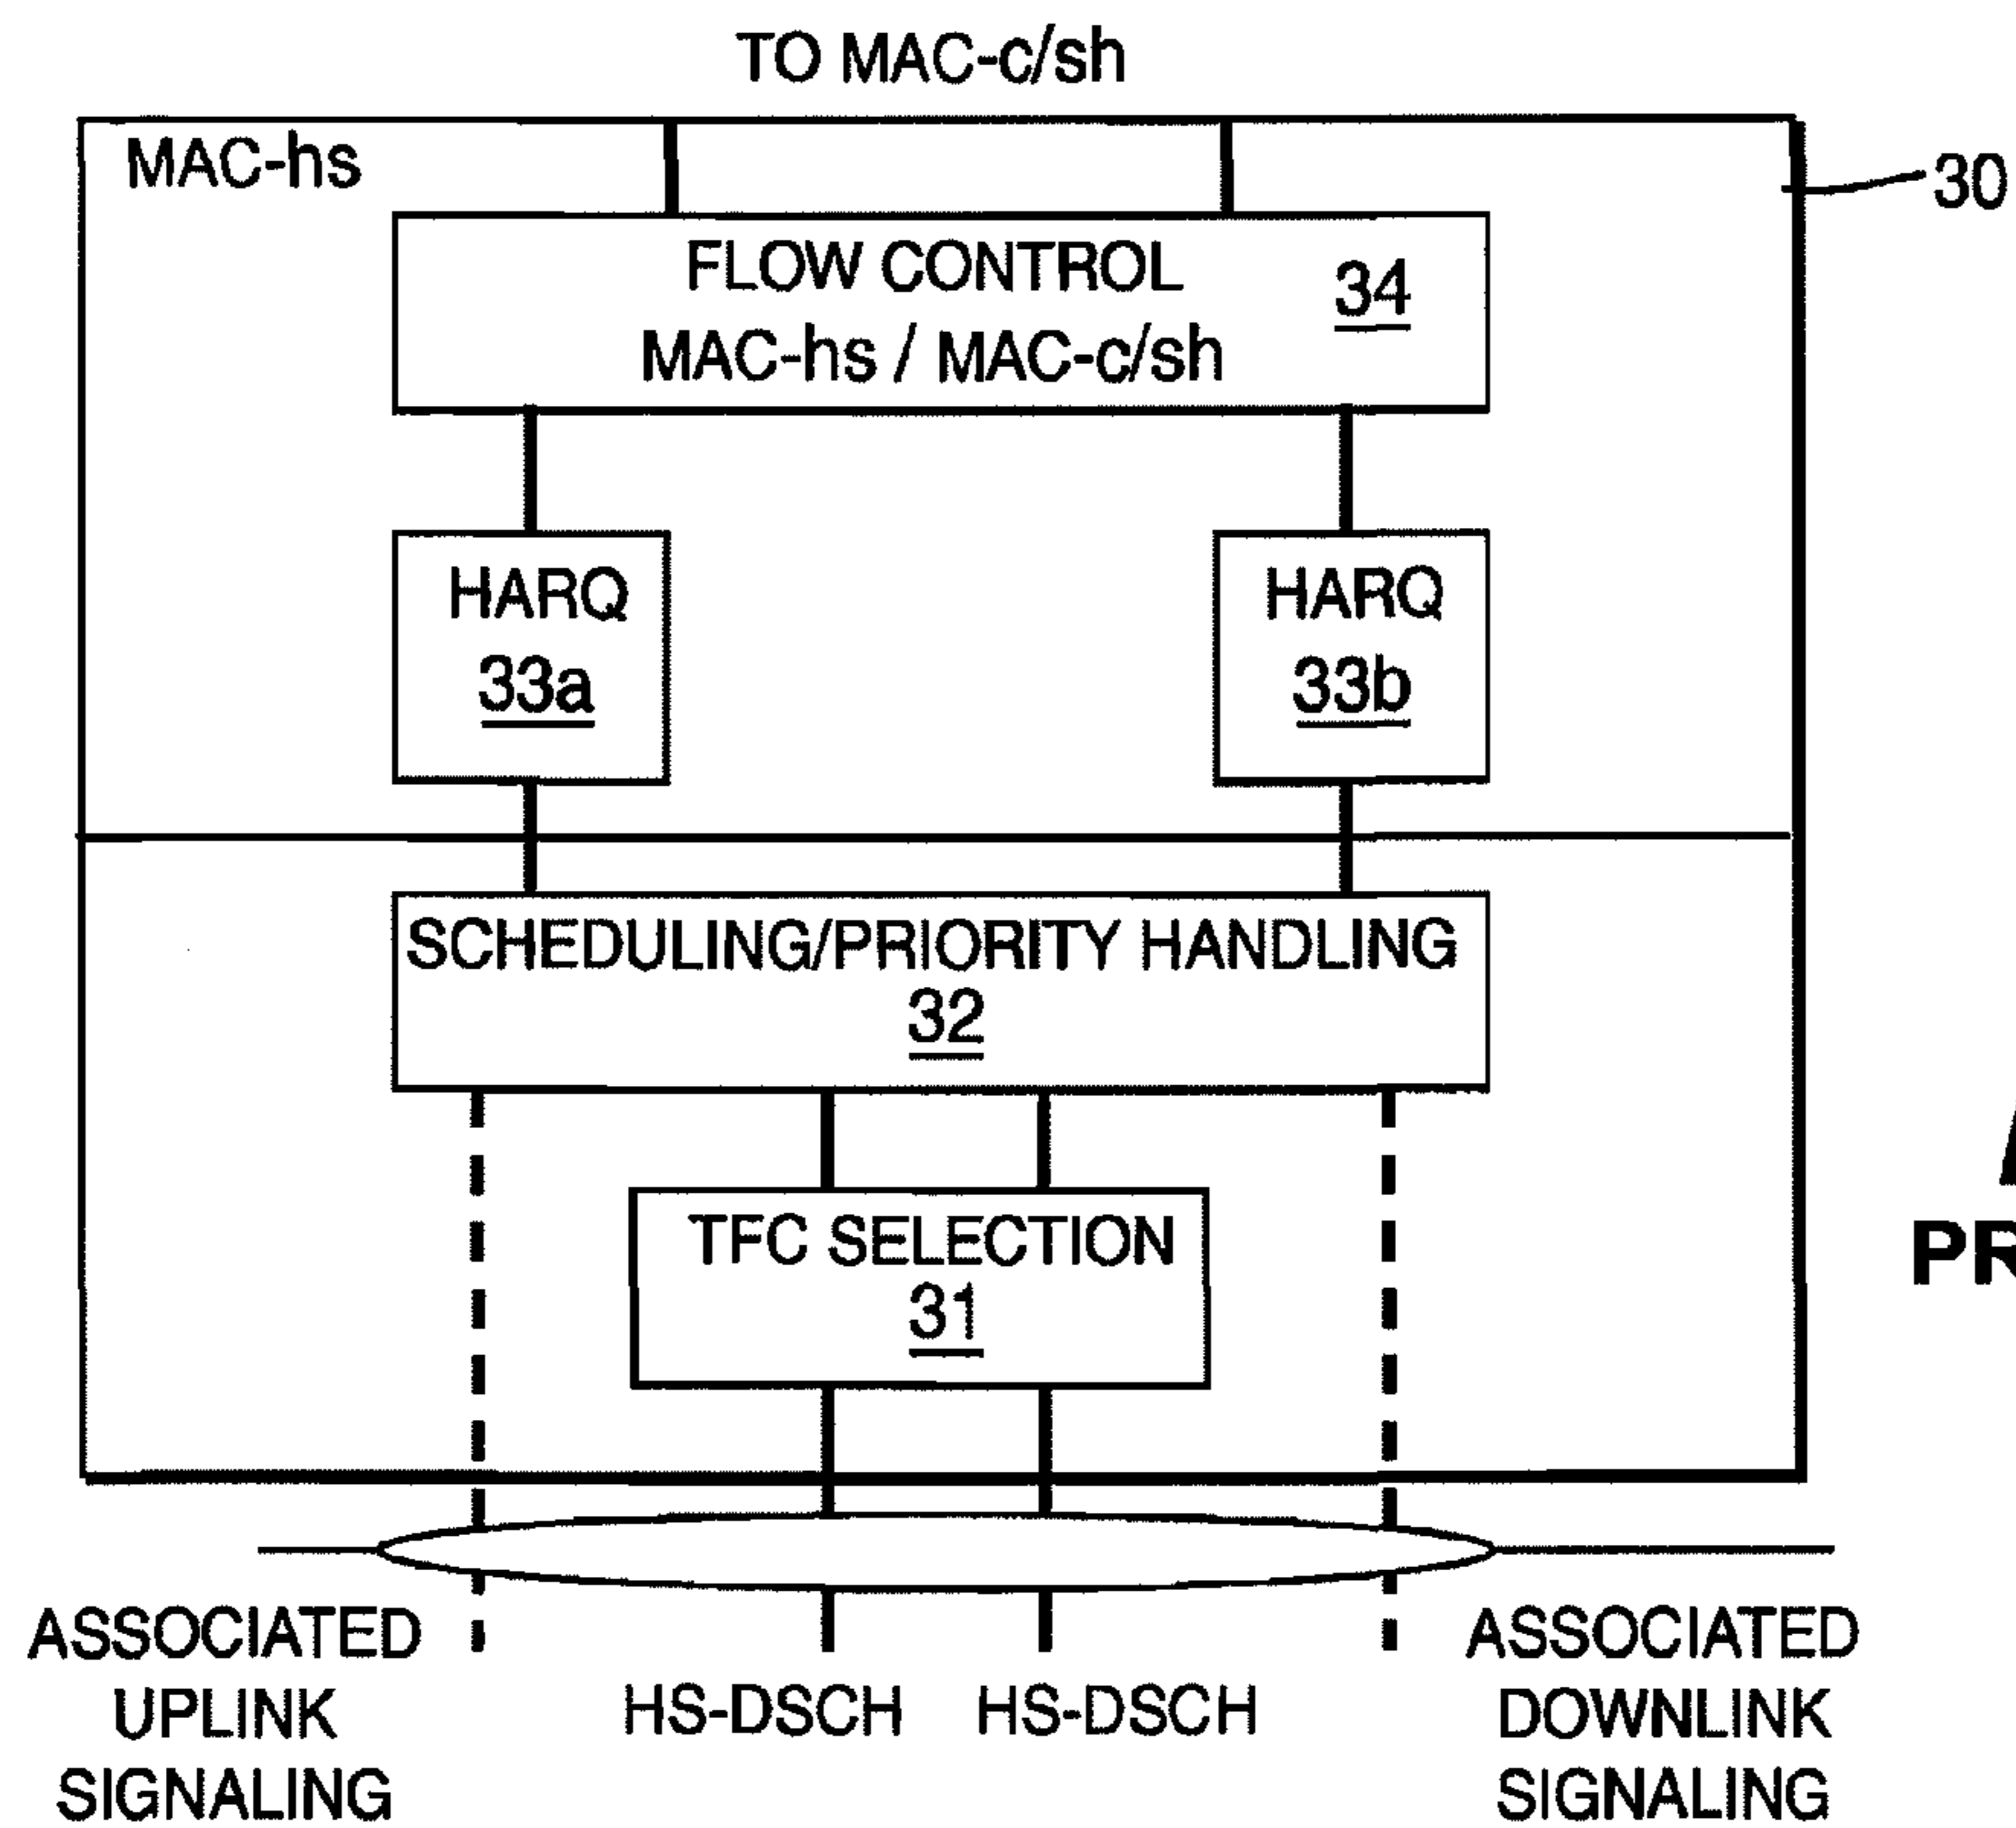 TO MAC-c/sh
MAC-hs
30
FLOW CONTROL
34
MAC-hs / MAC-c/sh
HARQ
33a
HARQ
33b
SCHEDULING/PRIORITY HANDLING
32
TFC SELECTION
31
PR
ASSOCIATED
UPLINK
SIGNALING
HS-DSCH
HS-DSCH
ASSOCIATED
DOWNLINK
SIGNALING